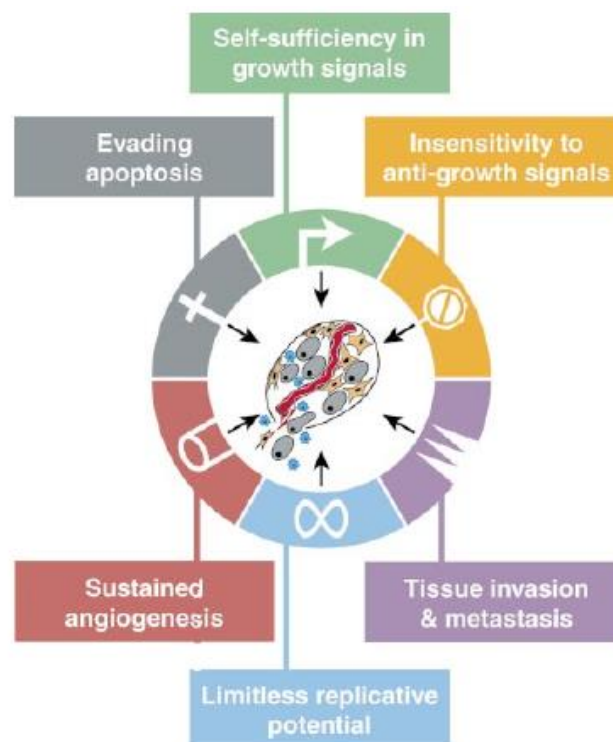 Self-sufficiency in
growth signals
Evading
apoptosis
Insensitivity to
anti-growth signals
Sustained
angiogenesis
Tissue invasion
& metastasis
Limitless replicative
potential